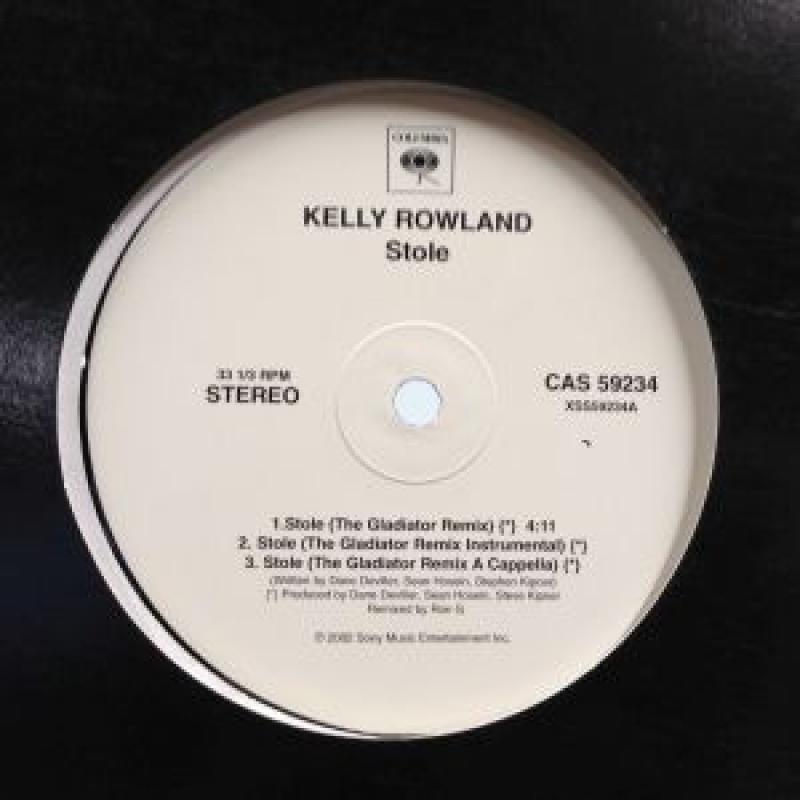 COLUMBIA
KELLY ROWLAND
Stole
33 1/3 RPM
STEREO
CAS 59234
XSS59234A
1.Stole (The Gladiator Remix) (*) 4:11
2. Stole (The Gladiator Remix Instrumental) (*)
3. Stole (The Gladiator Remix A Cappella) (*)
(Written by Dane Deviller, Sean Hosein, Stephen Kipner)
(*) Produced by Dane Deviller, Sean Hosein, Steve Kipner
Remixed by Ron G
© 2002 Sony Music Entertainment Inc.